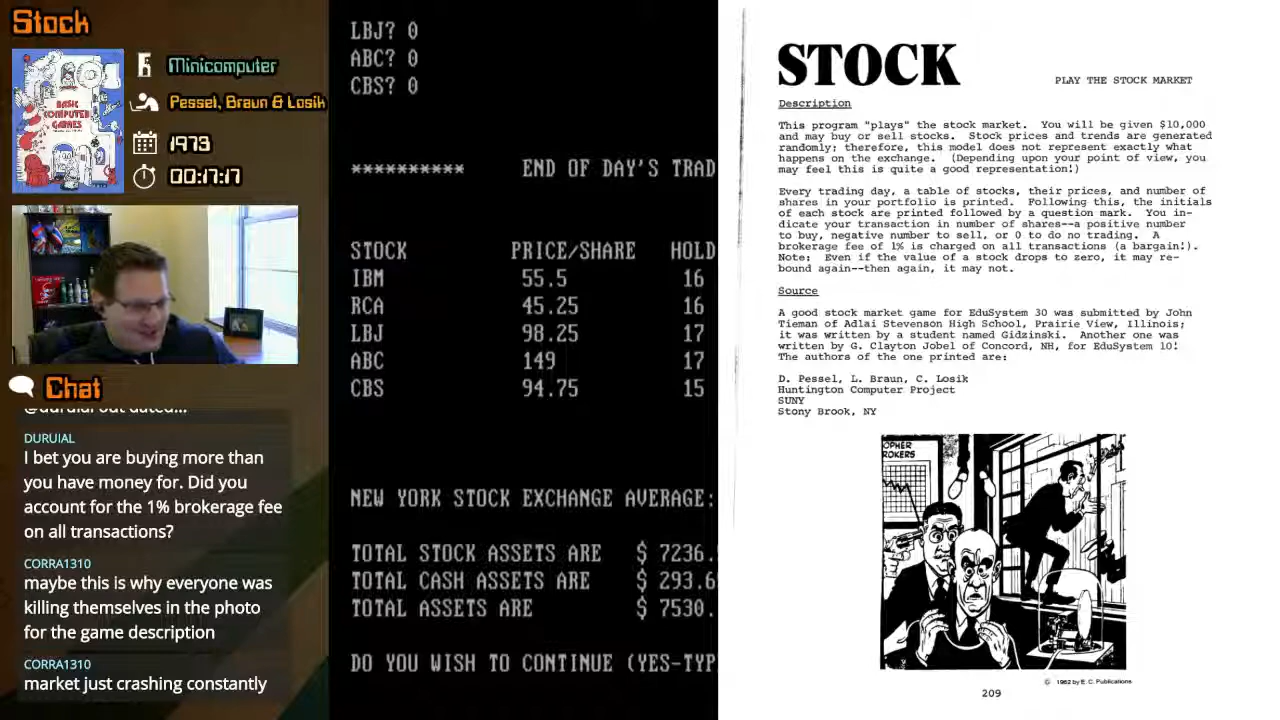 Stock
BASIC
COMPUTER
GAMES
Minicomputer
Pessel, Braun & Losik
1973
00:17:17
Chat
DURUIAL
I bet you are buying more than
you have money for. Did you
account for the 1% brokerage fee
on all transactions?
CORRA1310
maybe this is why everyone was
killing themselves in the photo
for the game description
CORRA1310
market just crashing constantly
LBJ? 0
ABC? 0
CBS? 0
********** END OF DAY'S TRAD
STOCK PRICE/SHARE HOLD
IBM 55.5 16
RCA 45.25 16
LBJ 98.25 17
ABC 149 17
CBS 94.75 15
NEW YORK STOCK EXCHANGE AVERAGE:
TOTAL STOCK ASSETS ARE $ 7236.
TOTAL CASH ASSETS ARE $ 293.6
TOTAL ASSETS ARE $ 7530.
DO YOU WISH TO CONTINUE (YES-TYP
STOCK
PLAY THE STOCK MARKET
Description
This program "plays" the stock market. You will be given $10,000
and may buy or sell stocks. Stock prices and trends are generated
randomly; therefore, this model does not represent exactly what
happens on the exchange. (Depending upon your point of view, you
may feel this is quite a good representation!)
Every trading day, a table of stocks, their prices, and number of
shares in your portfolio is printed. Following this, the initials
of each stock are printed followed by a question mark. You in-
dicate your transaction in number of shares--a positive number
to buy, negative number to sell, or 0 to do no trading. A
brokerage fee of 1% is charged on all transactions (a bargain!).
Note: Even if the value of a stock drops to zero, it may re-
bound again--then again, it may not.
Source
A good stock market game for EduSystem 30 was submitted by John
Tieman of Adlai Stevenson High School, Prairie View, Illinois;
it was written by a student named Gidzinski. Another one was
written by G. Clayton Jobel of Concord, NH, for EduSystem 10!
The authors of the one printed are:
D. Pessel, L. Braun, C. Losik
Huntington Computer Project
SUNY
Stony Brook, NY
OPHER
ROKERS
© 1962 by E. C. Publications
209